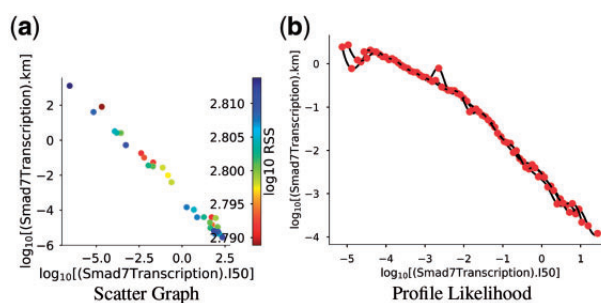 (a)
(b)
log₁₀[(Smad7Transcription).km]
2
0
−2
−4
−6
−5.0
−2.5
0.0
2.5
log₁₀[(Smad7Transcription).I50]
Scatter Graph
2.810
2.805
2.800
2.795
2.790
log10 RSS
log₁₀[(Smad7Transcription).km]
0
−1
−2
−3
−4
−5
−4
−3
−2
−1
0
1
log₁₀[(Smad7Transcription).I50]
Profile Likelihood